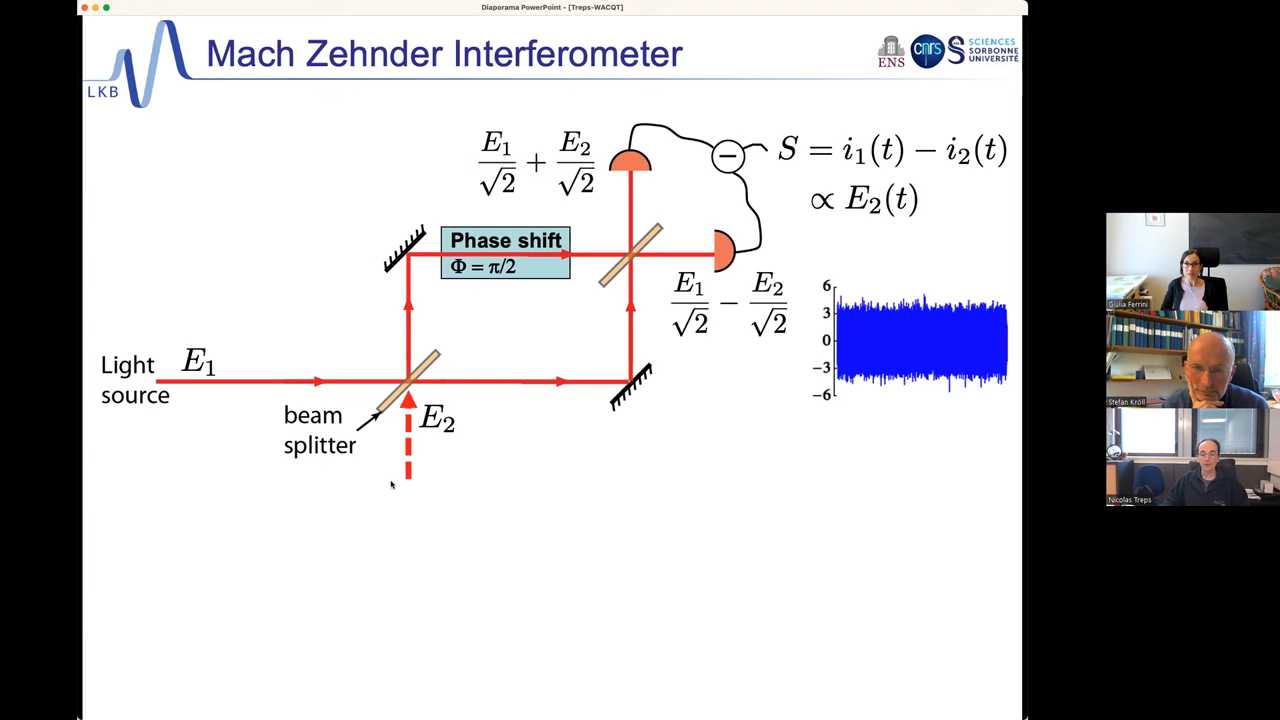 Diaporama PowerPoint - [Treps-WACQT]
LKB
Mach Zehnder Interferometer
ENS
cnrs
SCIENCES
SORBONNE
UNIVERSITÉ
E₁/√2 + E₂/√2
S = i₁(t) − i₂(t)
∝ E₂(t)
Phase shift
Φ = π/2
E₁/√2 − E₂/√2
6
3
0
−3
−6
Light
source
E₁
beam
splitter
E₂
Giulia Ferrini
Stefan Kröll
Nicolas Treps